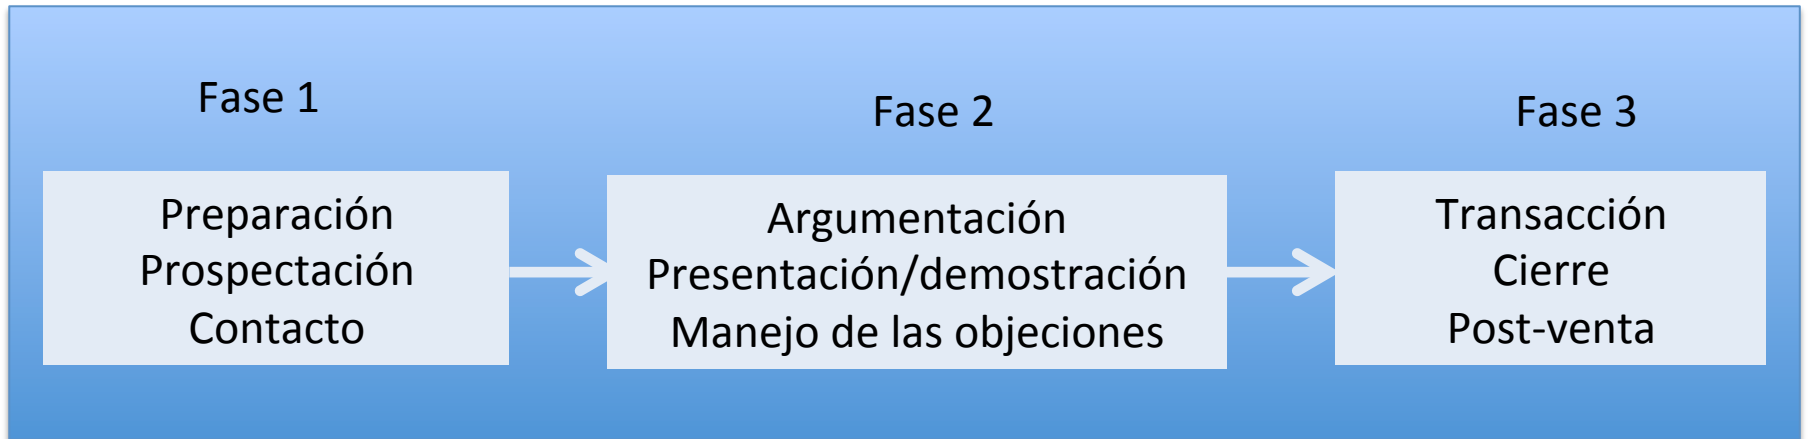 Fase 1
Preparación
Prospectación
Contacto
Fase 2
Argumentación
Presentación/demostración
Manejo de las objeciones
Fase 3
Transacción
Cierre
Post-venta